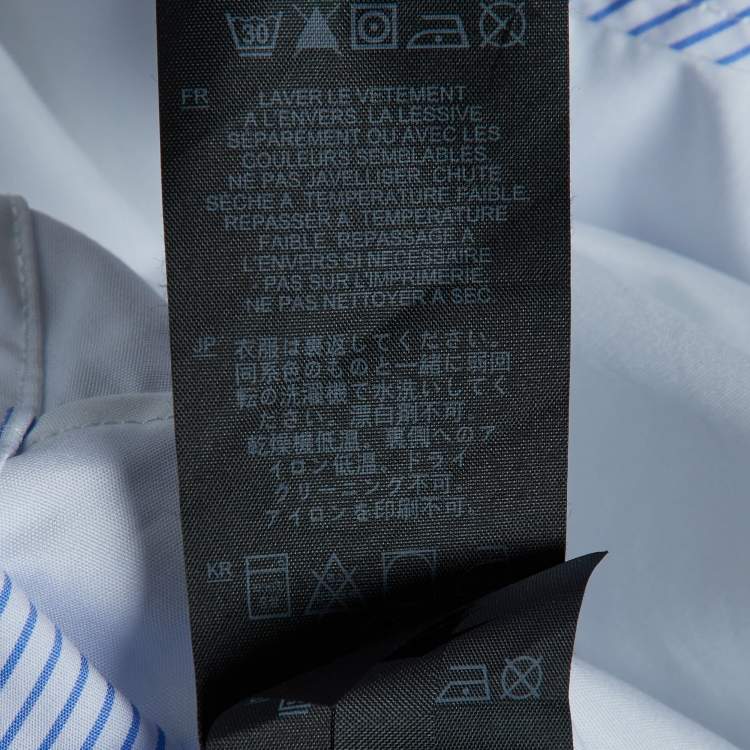 30
FR
LAVER LE VETEMENT
A L'ENVERS. LA LESSIVE
SEPAREMENT OU AVEC LES
COULEURS SEMBLABLES.
NE PAS JAVELLISER. CHUTE
SECHE A TEMPERATURE FAIBLE.
REPASSER A TEMPERATURE
FAIBLE. REPASSAGE A
L'ENVERS SI NECESSAIRE
PAS SUR L'IMPRIMERIE
NE PAS NETTOYER A SEC.
JP
衣服は裏返してください。
同系色のものと一緒に弱回
転の洗濯機で水洗いしてく
ださい。漂白剤不可
乾燥機低温、裏側へのア
イロン低温、ドライ
クリーニング不可
アイロンを印刷不可.
KR